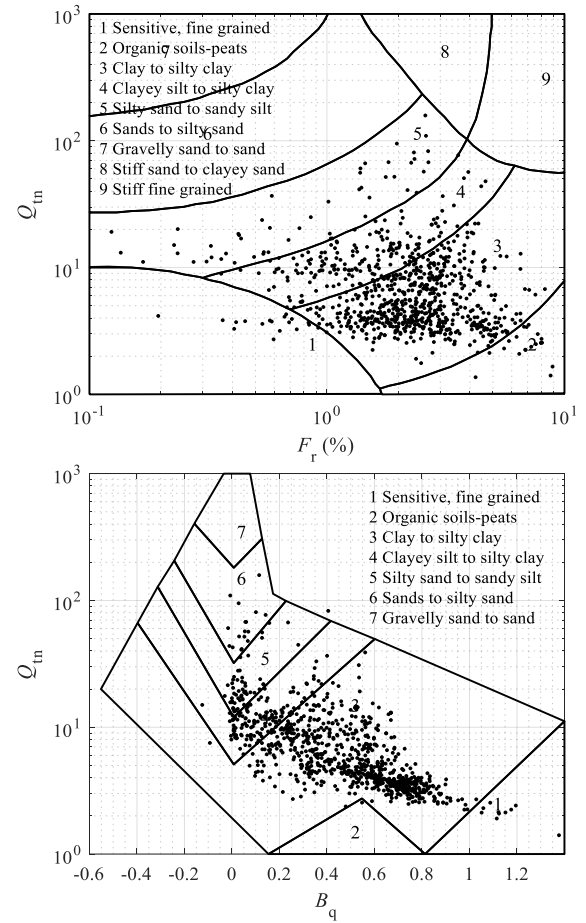 10³
1 Sensitive, fine grained
2 Organic soils-peats
3 Clay to silty clay
4 Clayey silt to silty clay
5 Silty sand to sandy silt
6 Sands to silty sand
7 Gravelly sand to sand
8 Stiff sand to clayey sand
9 Stiff fine grained
7
8
9
10²
6
5
4
Qtn
3
10¹
1
2
10⁰
10⁻¹
10⁰
10¹
Fr (%)
10³
1 Sensitive, fine grained
2 Organic soils-peats
3 Clay to silty clay
4 Clayey silt to silty clay
5 Silty sand to sandy silt
6 Sands to silty sand
7 Gravelly sand to sand
7
6
10²
5
Qtn
3
10¹
1
2
10⁰
-0.6 -0.4 -0.2 0 0.2 0.4 0.6 0.8 1 1.2
Bq